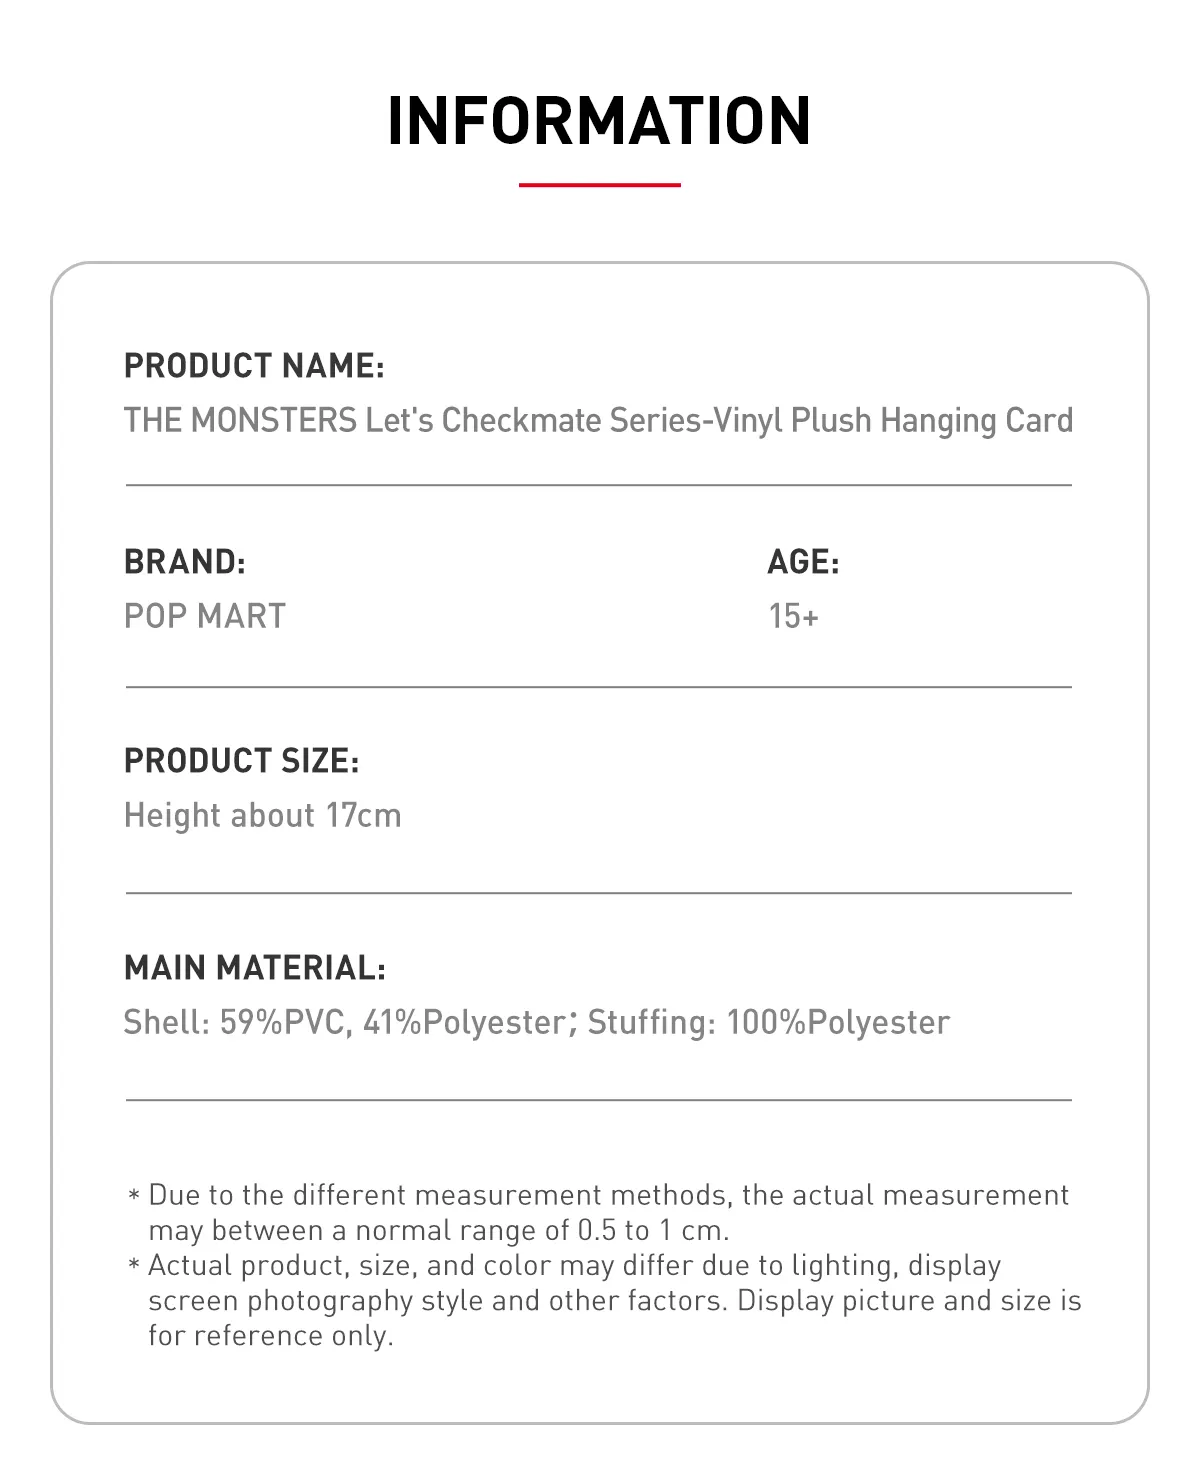 INFORMATION
PRODUCT NAME:
THE MONSTERS Let's Checkmate Series-Vinyl Plush Hanging Card
BRAND:
POP MART
AGE:
15+
PRODUCT SIZE:
Height about 17cm
MAIN MATERIAL:
Shell: 59%PVC, 41%Polyester; Stuffing: 100%Polyester
* Due to the different measurement methods, the actual measurement
may between a normal range of 0.5 to 1 cm.
* Actual product, size, and color may differ due to lighting, display
screen photography style and other factors. Display picture and size is
for reference only.